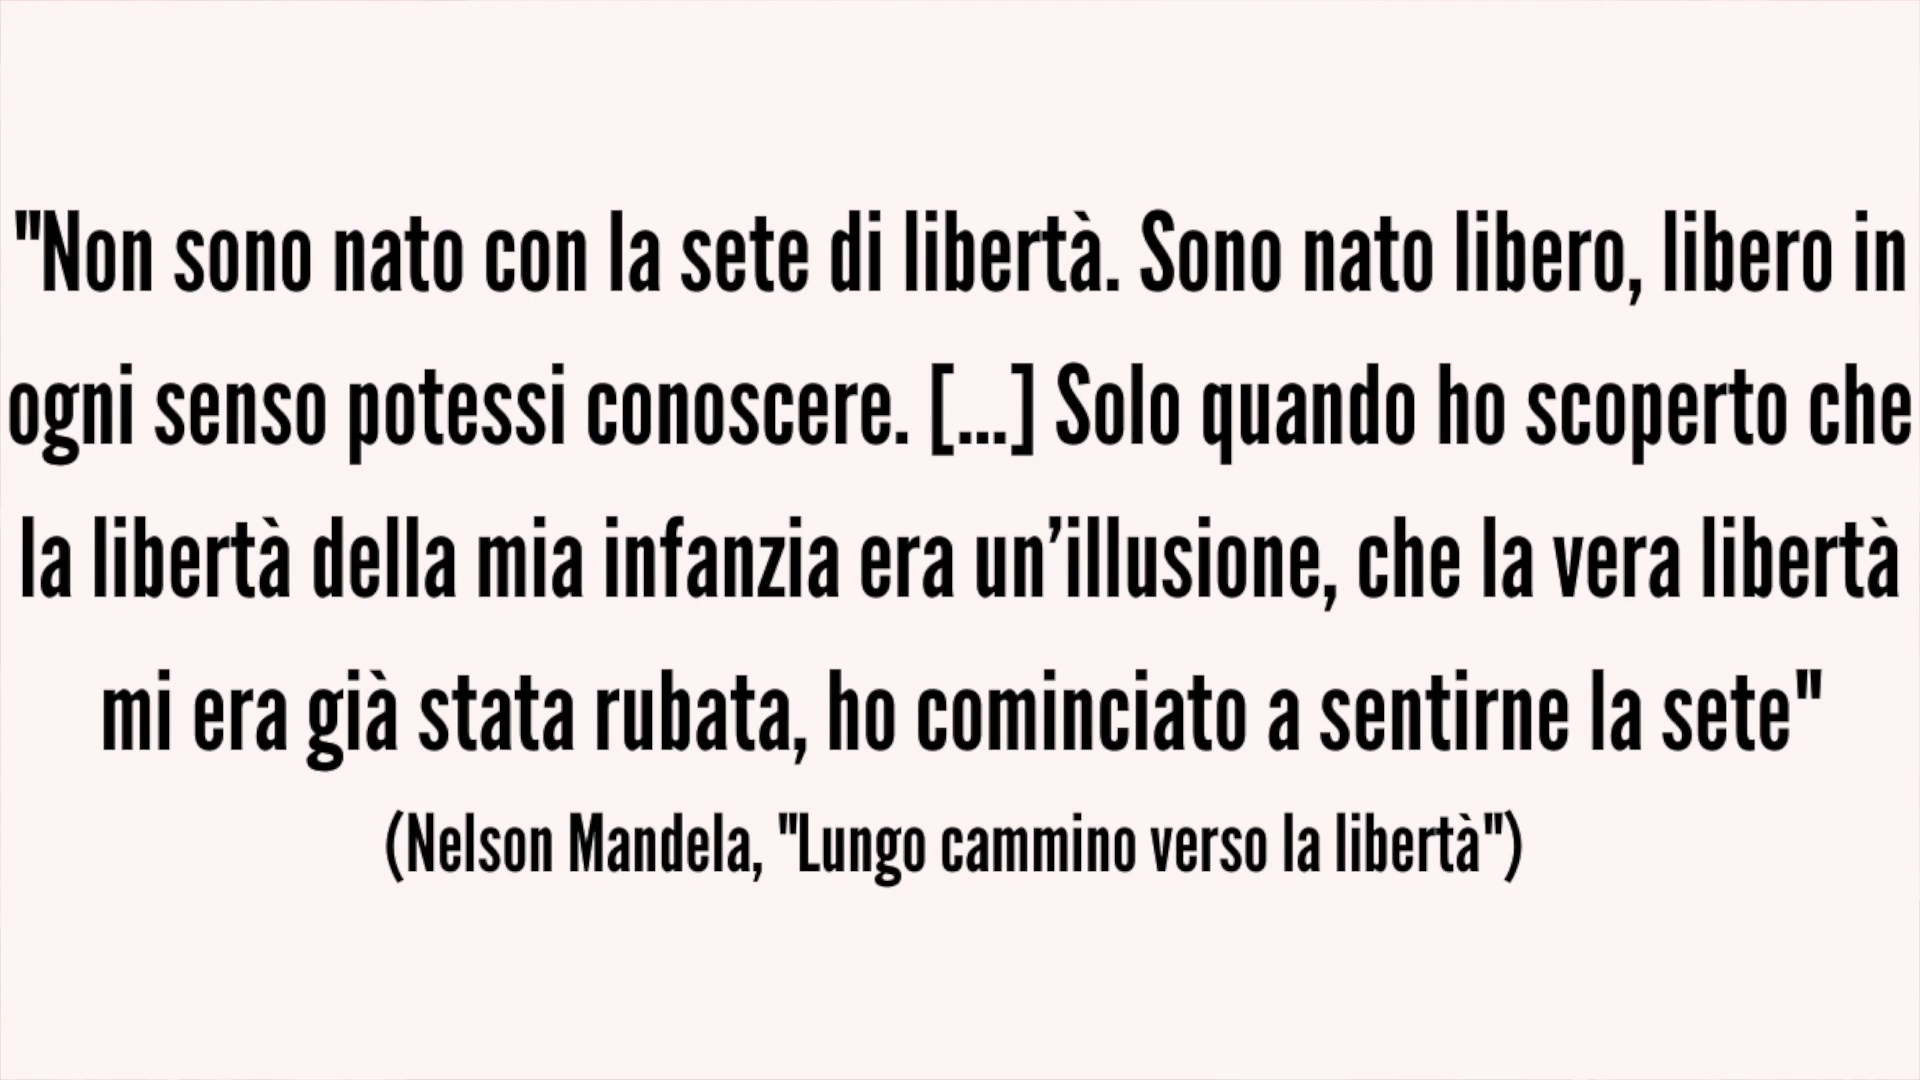 "Non sono nato con la sete di libertà. Sono nato libero, libero in
ogni senso potessi conoscere. [...] Solo quando ho scoperto che
la libertà della mia infanzia era un’illusione, che la vera libertà
mi era già stata rubata, ho cominciato a sentirne la sete"
(Nelson Mandela, "Lungo cammino verso la libertà")